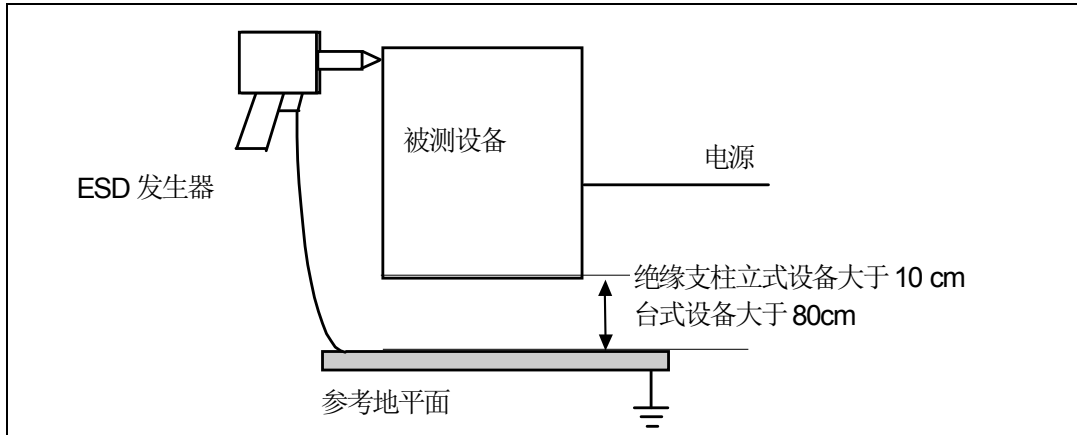 被测设备
电源
ESD 发生器
绝缘支柱立式设备大于 10 cm
台式设备大于 80cm
参考地平面